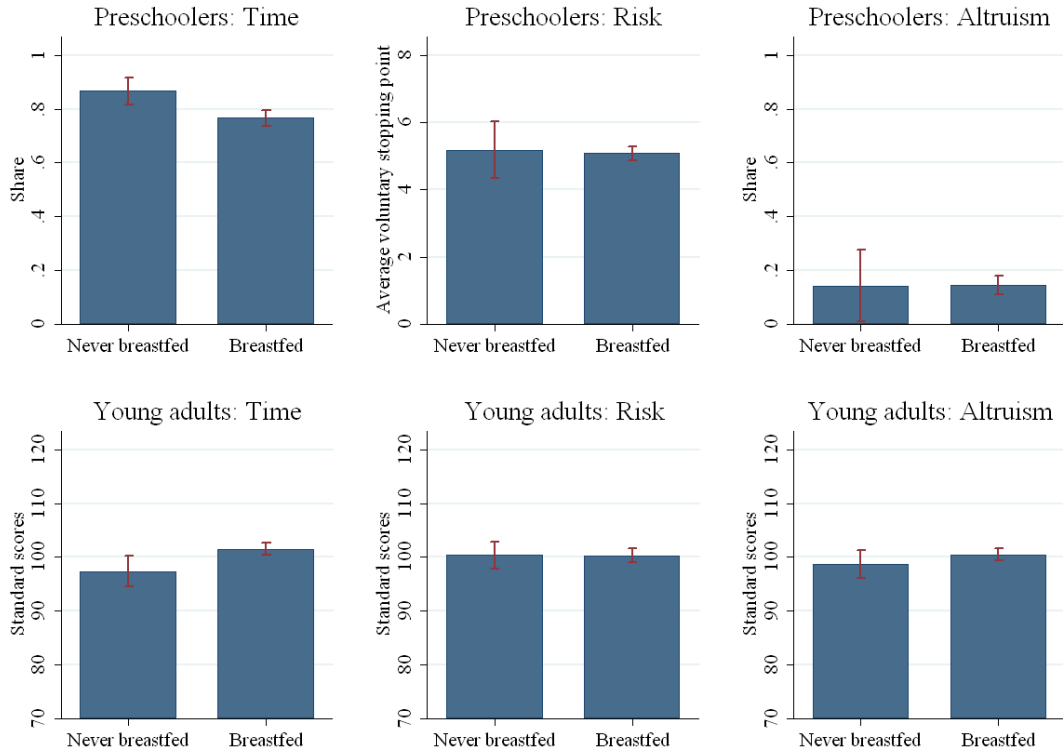 Preschoolers: Time
Share
0
.2
.4
.6
.8
1
Never breastfed
Breastfed
Preschoolers: Risk
Average voluntary stopping point
0
2
4
6
8
Never breastfed
Breastfed
Preschoolers: Altruism
Share
0
.2
.4
.6
.8
1
Never breastfed
Breastfed
Young adults: Time
Standard scores
70
80
90
100
110
120
Never breastfed
Breastfed
Young adults: Risk
Standard scores
70
80
90
100
110
120
Never breastfed
Breastfed
Young adults: Altruism
Standard scores
70
80
90
100
110
120
Never breastfed
Breastfed